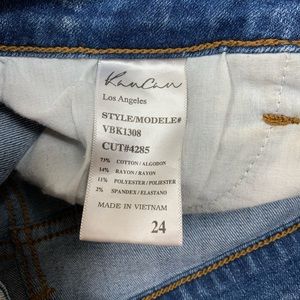 KanCan
Los Angeles
STYLE/MODELE#
VBK1308
CUT#4285
73% COTTON / ALGODON
14% RAYON / RAYON
11% POLYESTER / POLIESTER
2% SPANDEX / ELASTANO
MADE IN VIETNAM
24